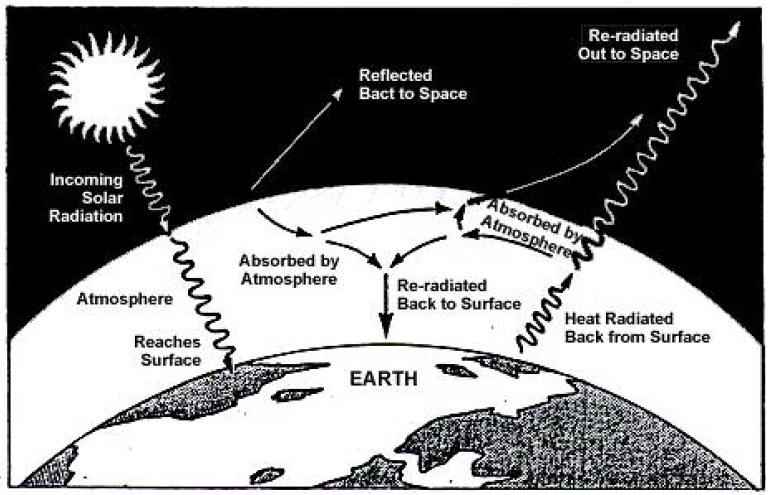 Re-radiated
Out to Space
Reflected
Bact to Space
Incoming
Solar
Radiation
Absorbed by
Atmosphere
Absorbed by
Atmosphere
Atmosphere
Re-radiated
Back to Surface
Heat Radiated
Back from Surface
Reaches
Surface
EARTH